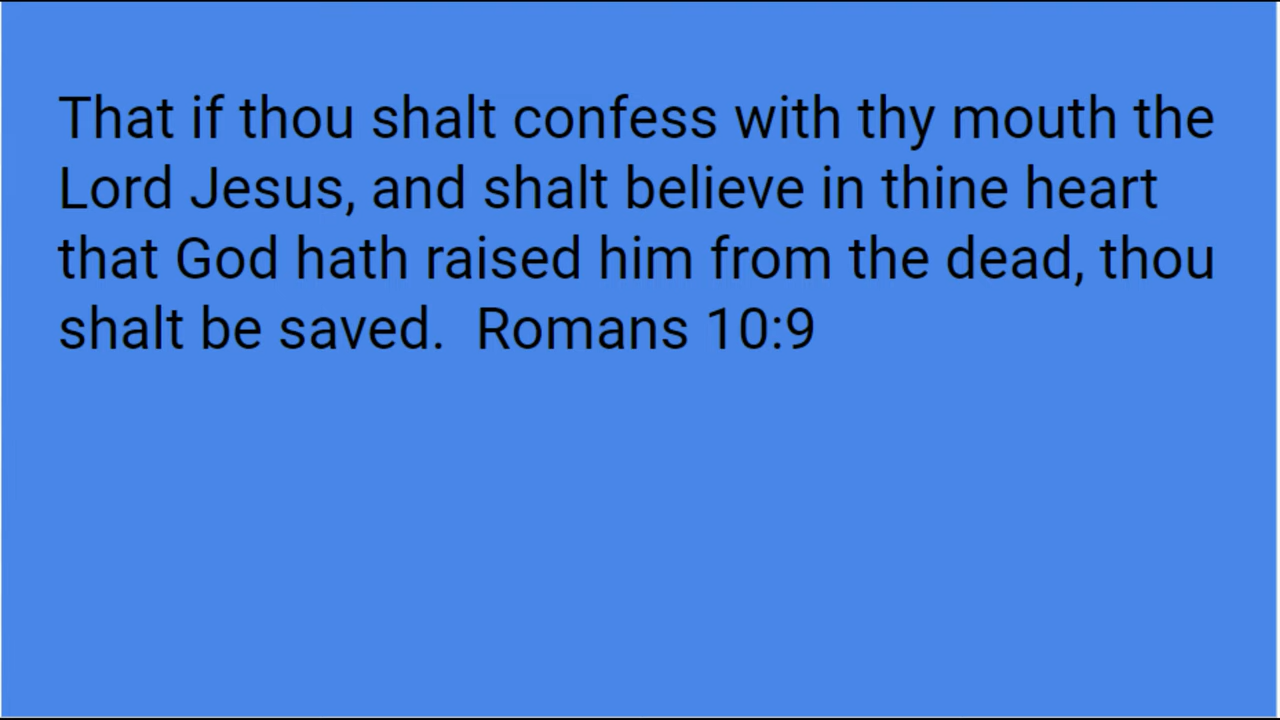 That if thou shalt confess with thy mouth the
Lord Jesus, and shalt believe in thine heart
that God hath raised him from the dead, thou
shalt be saved.  Romans 10:9